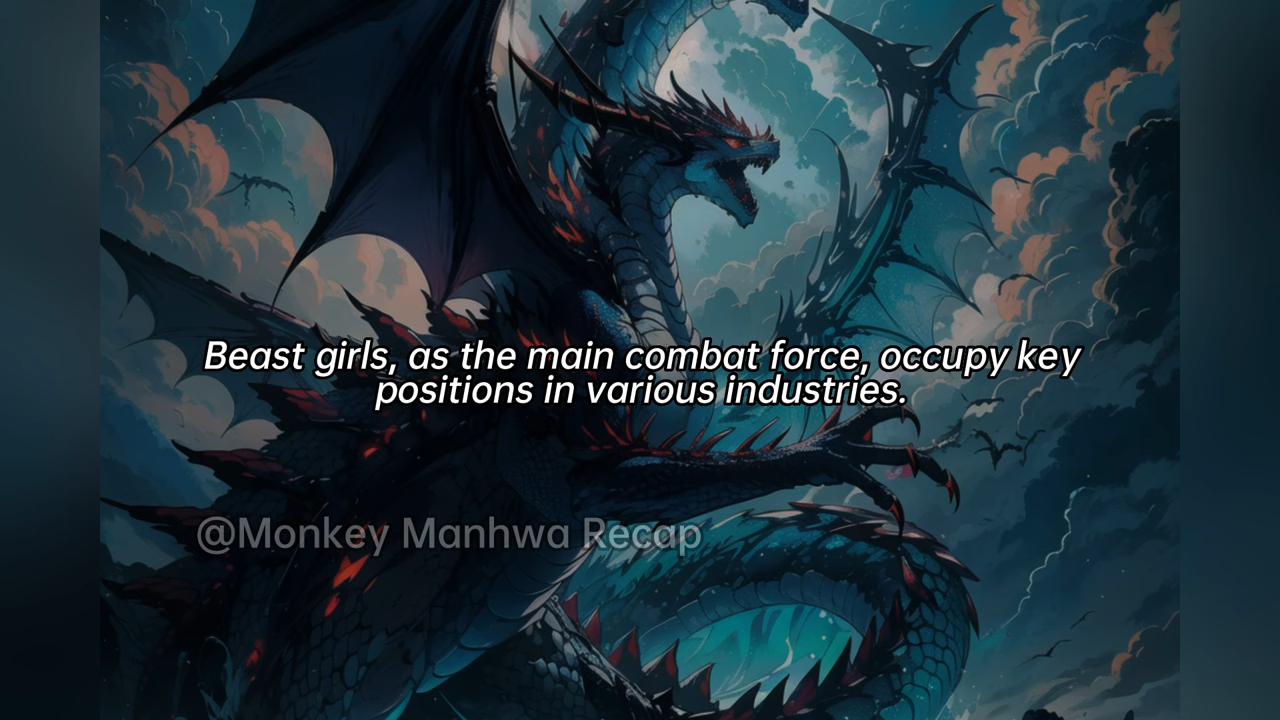 Beast girls, as the main combat force, occupy key
positions in various industries.
@Monkey Manhwa Recap